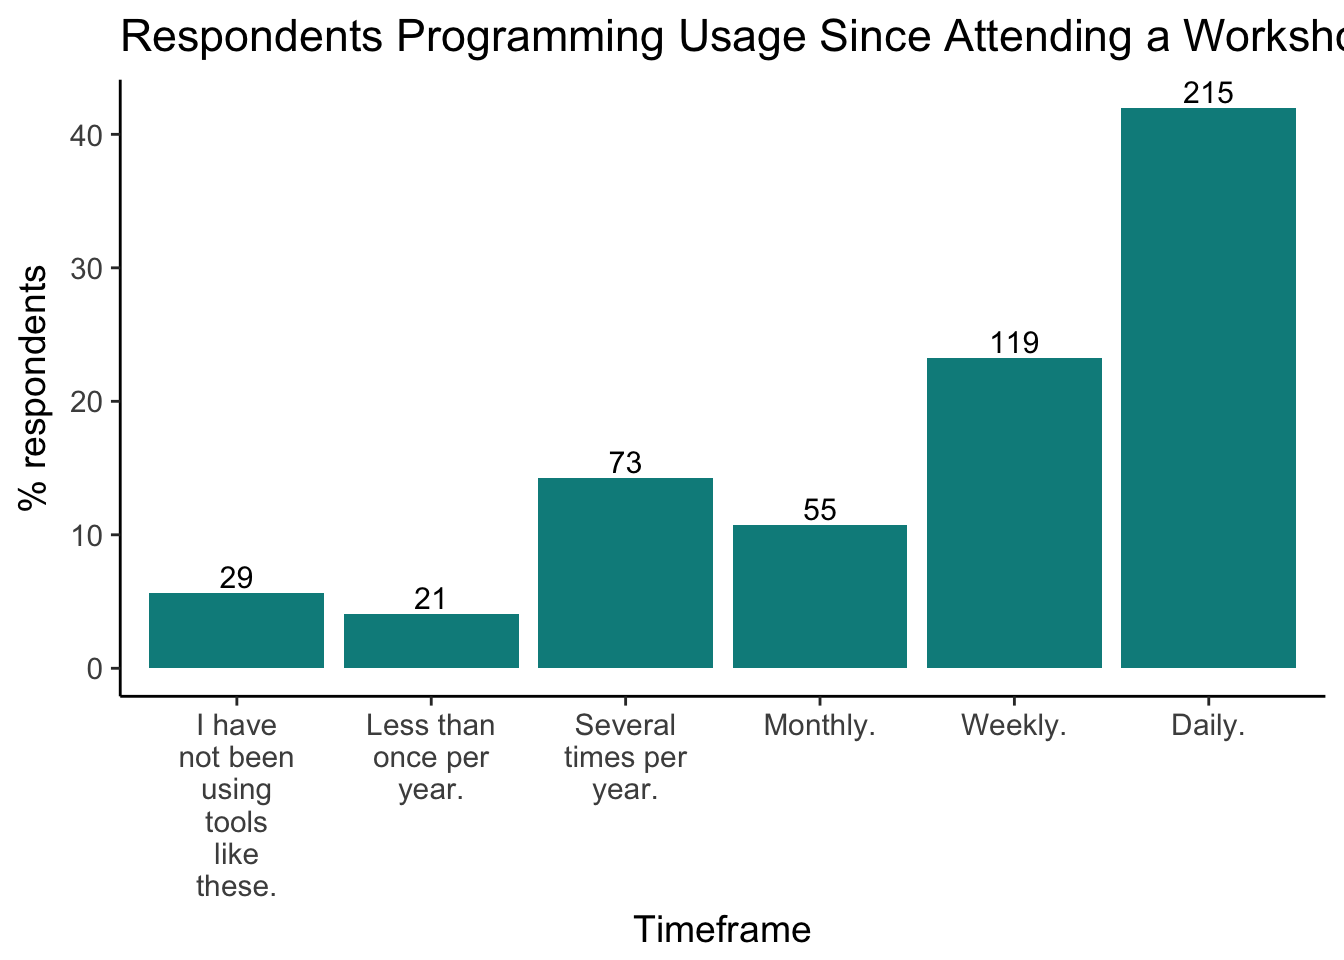 Respondents Programming Usage Since Attending a
215
40
30
119
20
73
55
10
29
21
0
% respondents
I have
not been
using
tools
like
these.
Less than
once per
year.
Several
times per
year.
Monthly.
Weekly.
Daily.
Timeframe